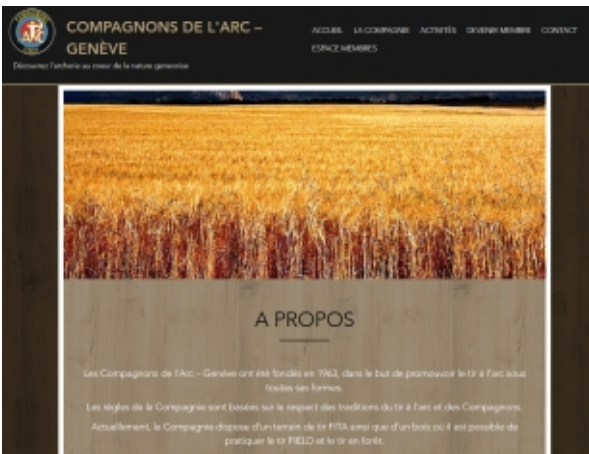 COMPAGNONS DE L'ARC –
GENÈVE
Découvrez l'archerie au coeur de la nature genevoise
ACCUEIL LA COMPAGNIE ACTIVITÉS DEVENIR MEMBRE CONTACT
ESPACE MEMBRES
A PROPOS
Les Compagnons de l'Arc – Genève ont été fondés en 1963, dans le but de promouvoir le tir à l'arc sous
toutes ses formes.
Les règles de la Compagnie sont basées sur le respect des traditions du tir à l'arc et des Compagnons.
Actuellement, la Compagnie dispose d'un terrain de tir FITA ainsi que d'un bois où il est possible de
pratiquer le tir FIELD et le tir en forêt.